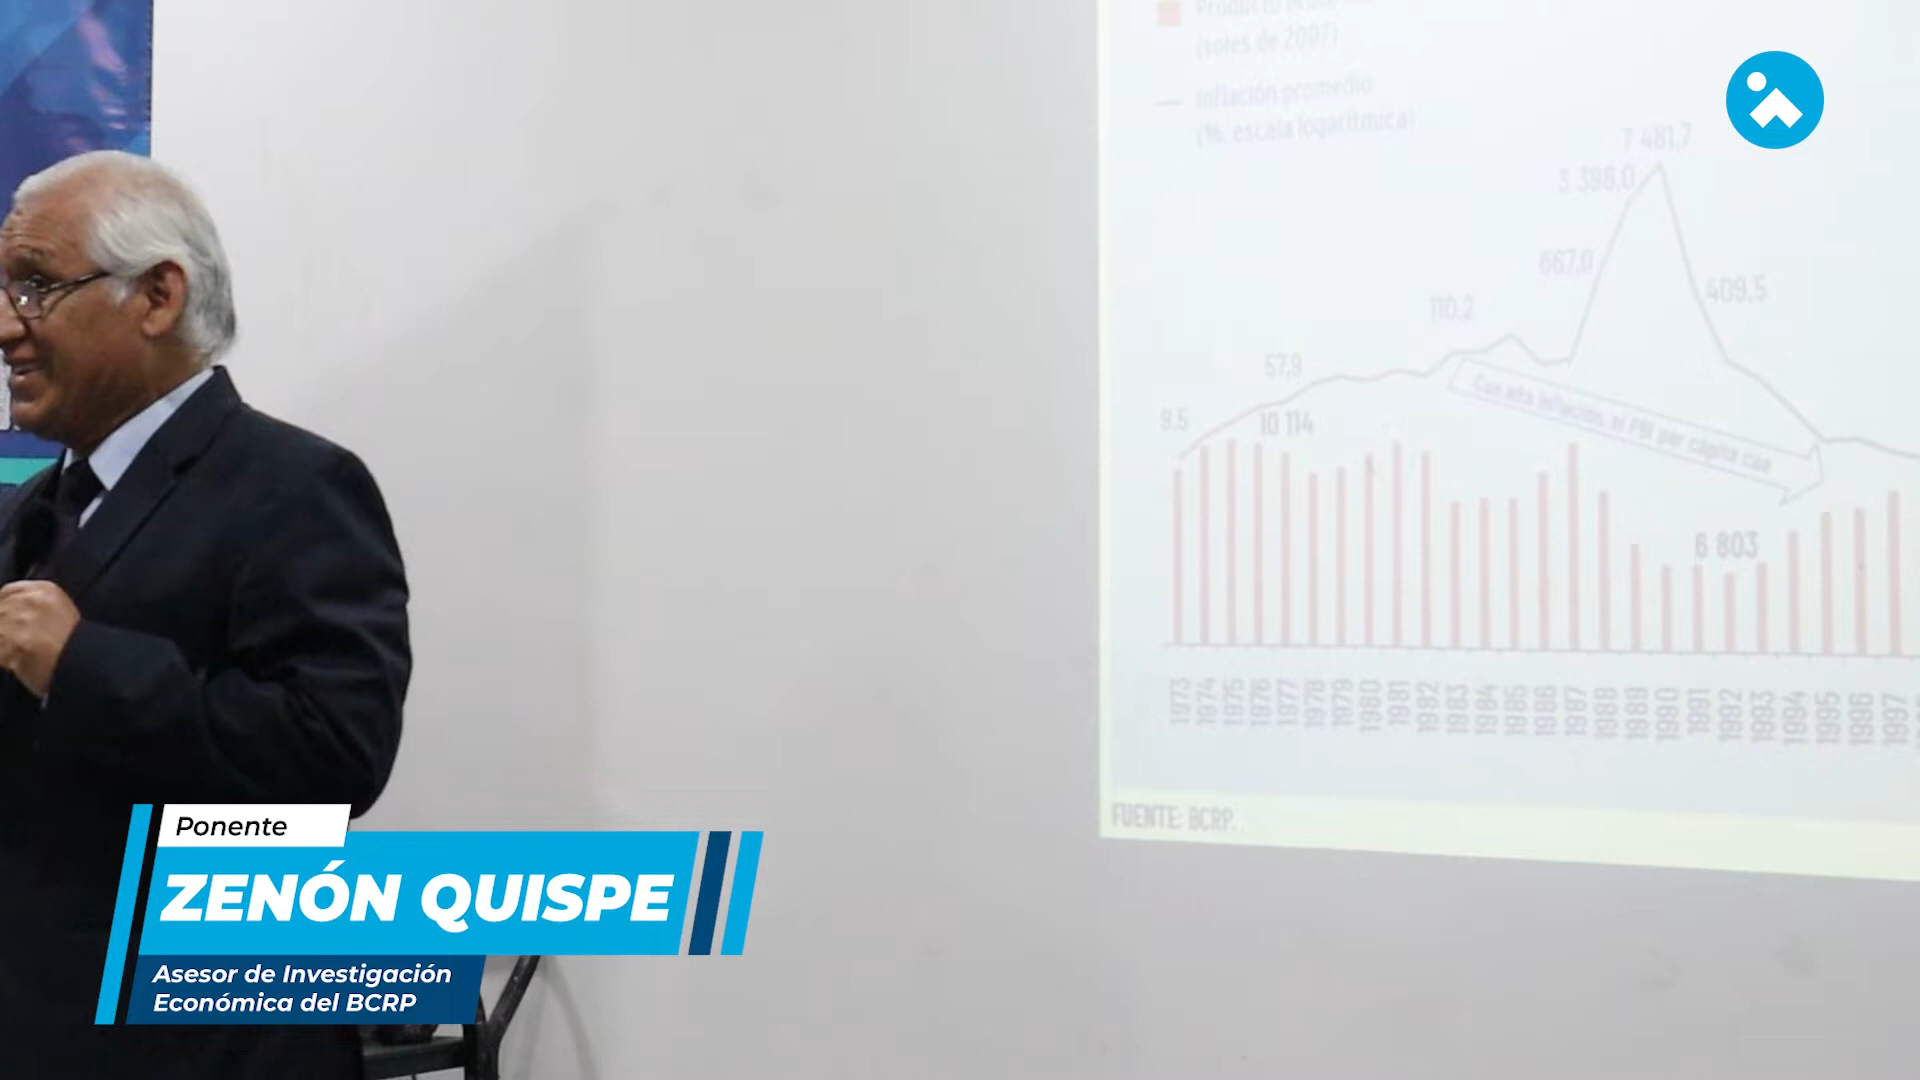 Producto
(soles de 2007)
Inflación promedio
(%, escala logarítmica)
7 481.7
3 398.0
667.0
409.5
110.2
57.9
9.5
10 114
Con alta inflación, el PBI per cápita cae
6 803
1973 1974 1975 1976 1977 1978 1979 1980 1981 1982 1983 1984 1985 1986 1987 1988 1989 1990 1991 1992 1993 1994 1995 1996 1997
FUENTE: BCRP.
Ponente
ZENÓN QUISPE
Asesor de Investigación
Económica del BCRP